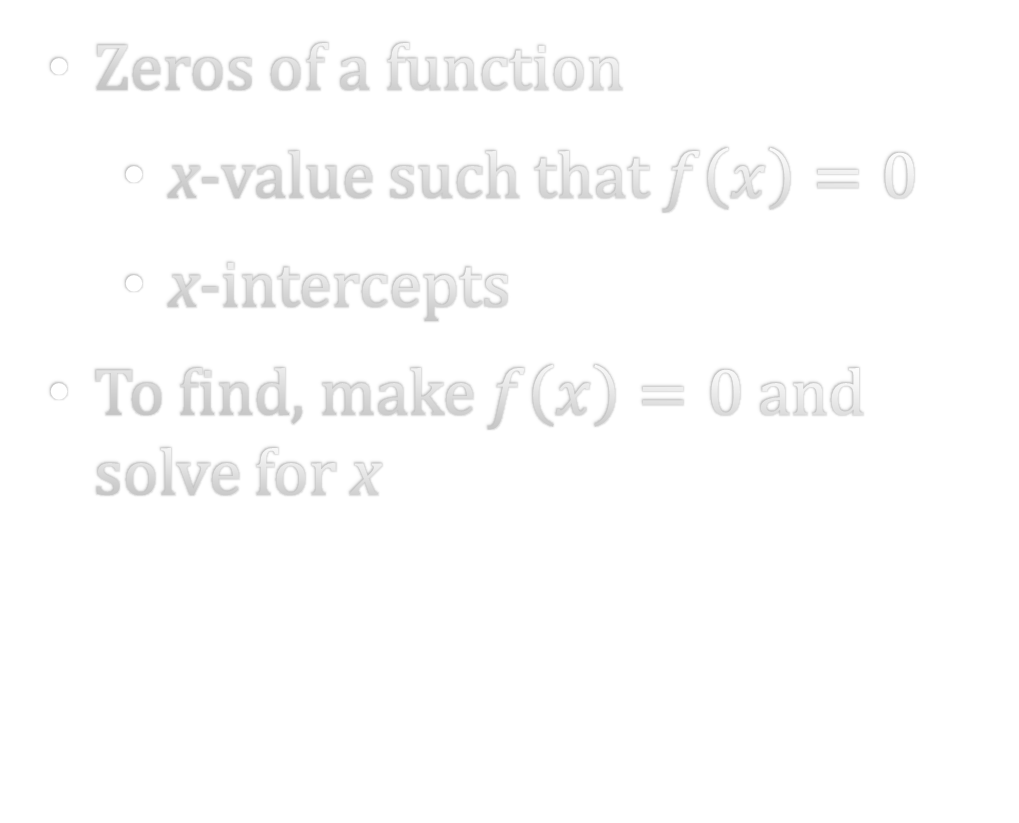 • Zeros of a function
• x-value such that f(x) = 0
• x-intercepts
• To find, make f(x) = 0 and
solve for x